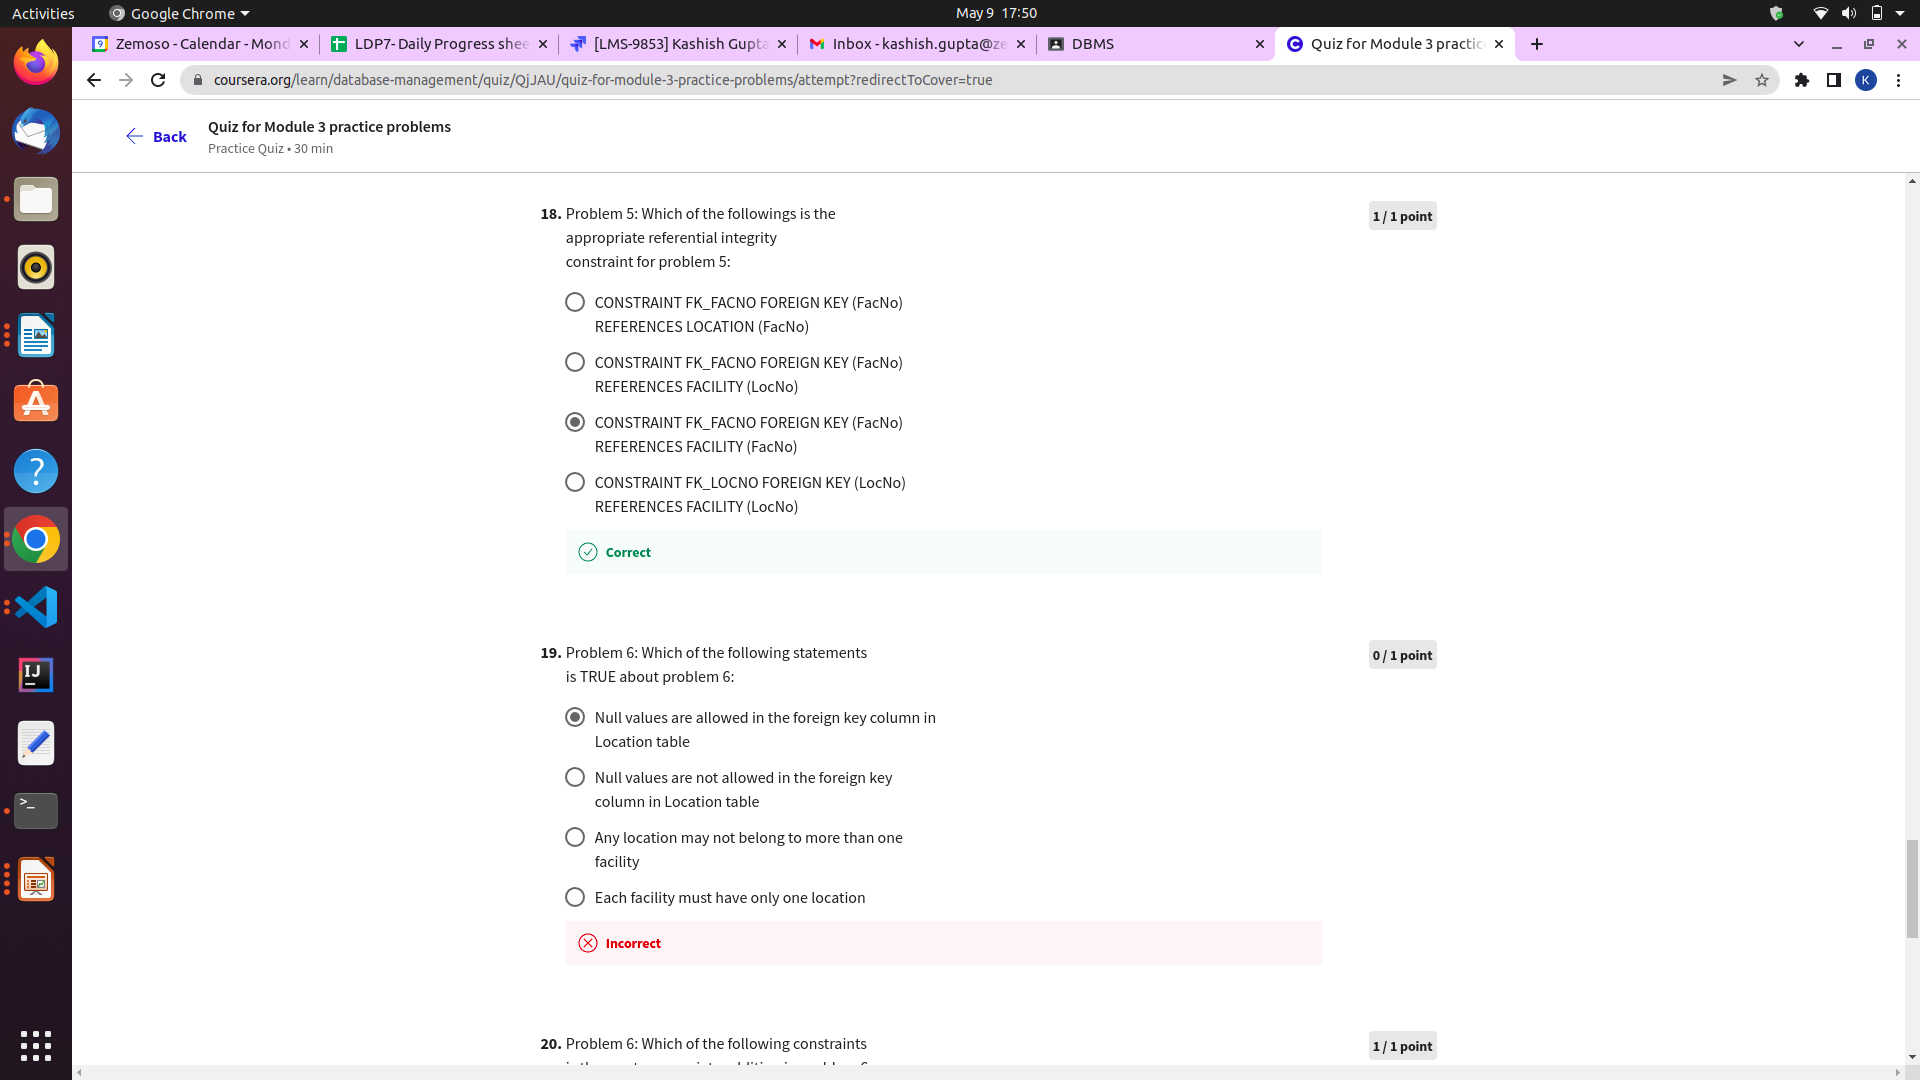 Activities
Google Chrome
May 9 17:50
Zemoso - Calendar - Mond
LDP7- Daily Progress shee
[LMS-9853] Kashish Gupta
Inbox - kashish.gupta@ze
DBMS
Quiz for Module 3 practic
coursera.org/learn/database-management/quiz/QjJAU/quiz-for-module-3-practice-problems/attempt?redirectToCover=true
K
Back
Quiz for Module 3 practice problems
Practice Quiz • 30 min
18. Problem 5: Which of the followings is the
appropriate referential integrity
constraint for problem 5:
1 / 1 point
CONSTRAINT FK_FACNO FOREIGN KEY (FacNo)
REFERENCES LOCATION (FacNo)
CONSTRAINT FK_FACNO FOREIGN KEY (FacNo)
REFERENCES FACILITY (LocNo)
CONSTRAINT FK_FACNO FOREIGN KEY (FacNo)
REFERENCES FACILITY (FacNo)
CONSTRAINT FK_LOCNO FOREIGN KEY (LocNo)
REFERENCES FACILITY (LocNo)
Correct
19. Problem 6: Which of the following statements
is TRUE about problem 6:
0 / 1 point
Null values are allowed in the foreign key column in
Location table
Null values are not allowed in the foreign key
column in Location table
Any location may not belong to more than one
facility
Each facility must have only one location
Incorrect
20. Problem 6: Which of the following constraints
1 / 1 point